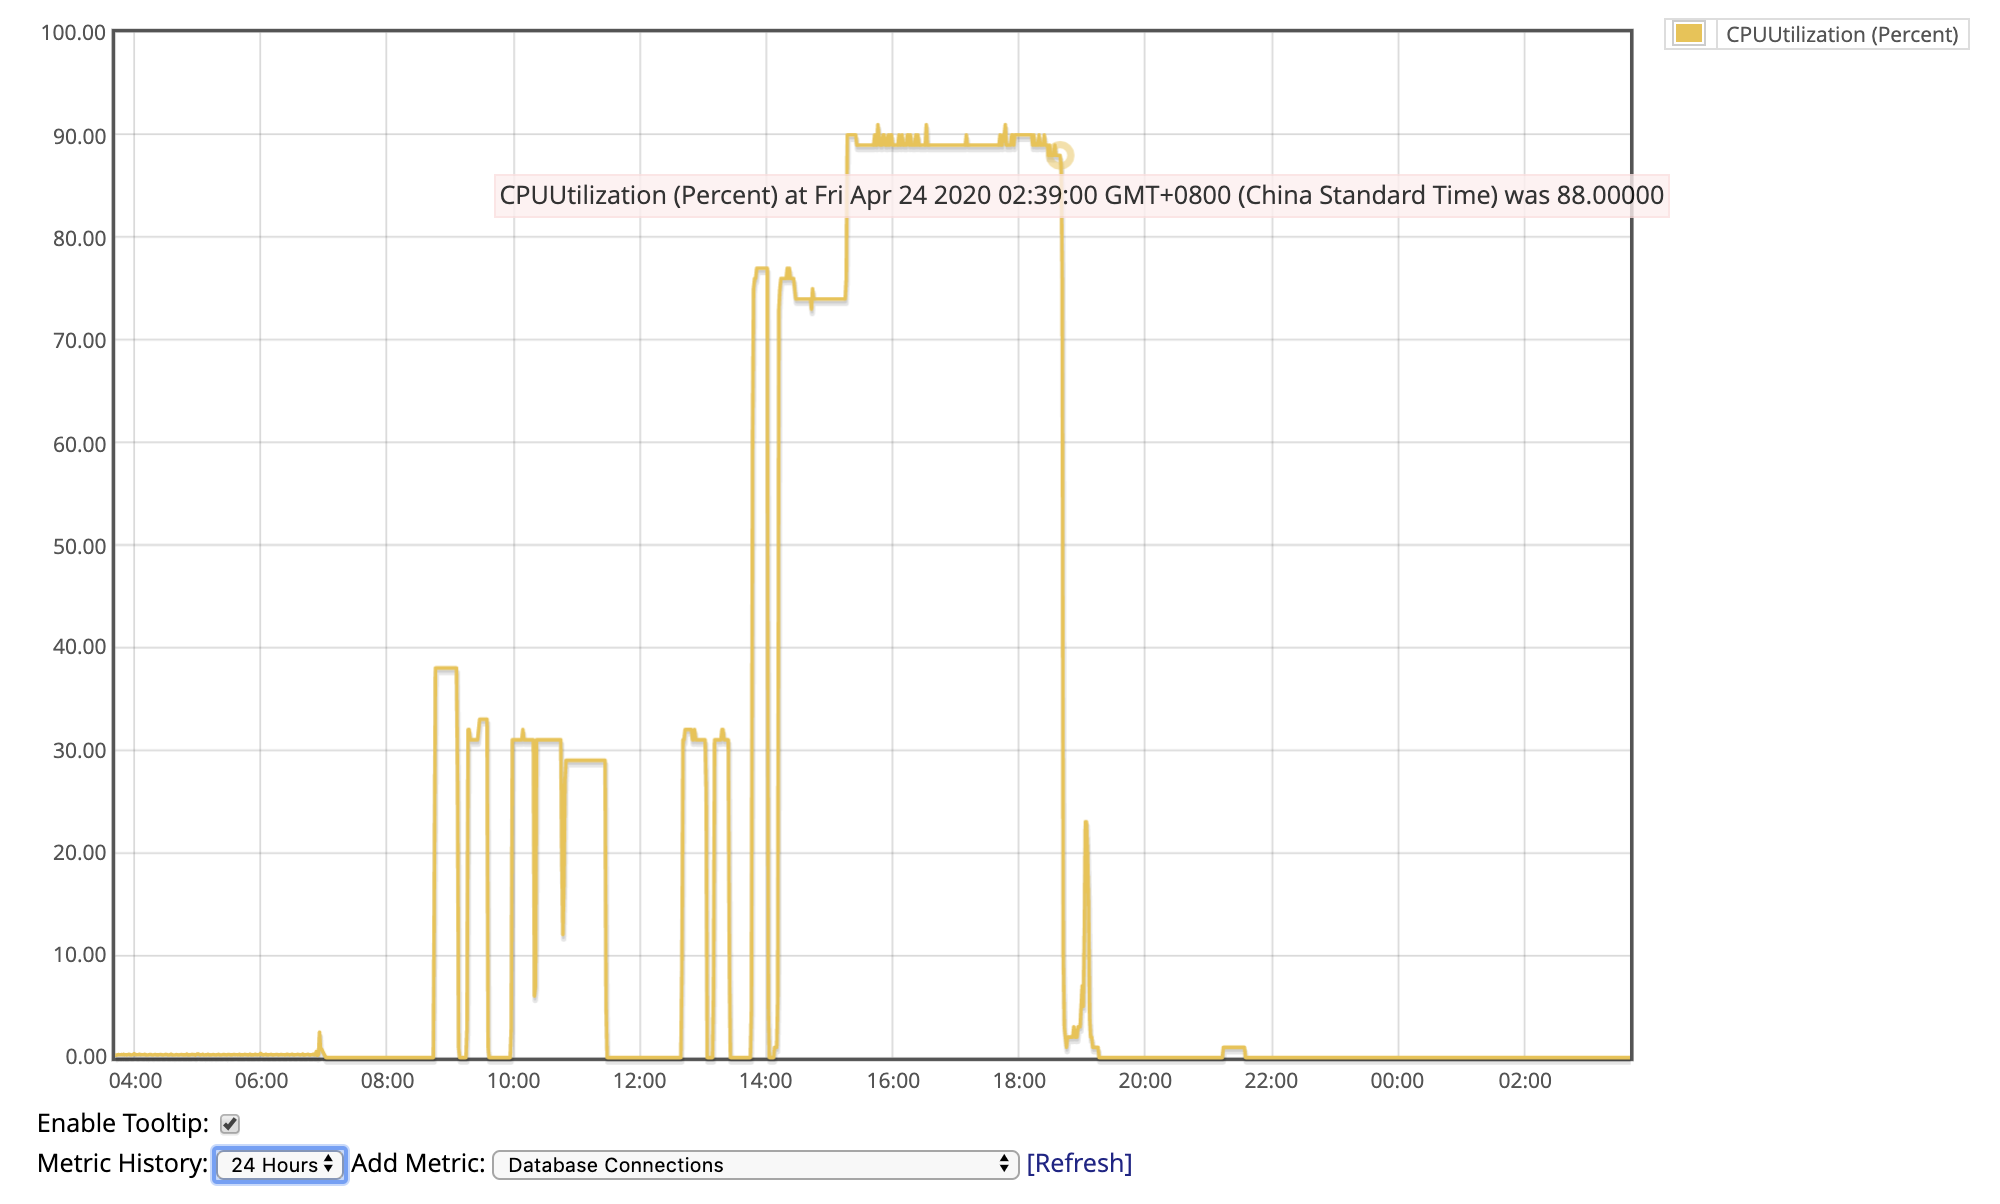 100.00
CPUUtilization (Percent)
90.00
CPUUtilization (Percent) at Fri Apr 24 2020 02:39:00 GMT+0800 (China Standard Time) was 88.00000
80.00
70.00
60.00
50.00
40.00
30.00
20.00
10.00
0.00
04:00 06:00 08:00 10:00 12:00 14:00 16:00 18:00 20:00 22:00 00:00 02:00
Enable Tooltip:
Metric History: 24 Hours Add Metric: Database Connections [Refresh]